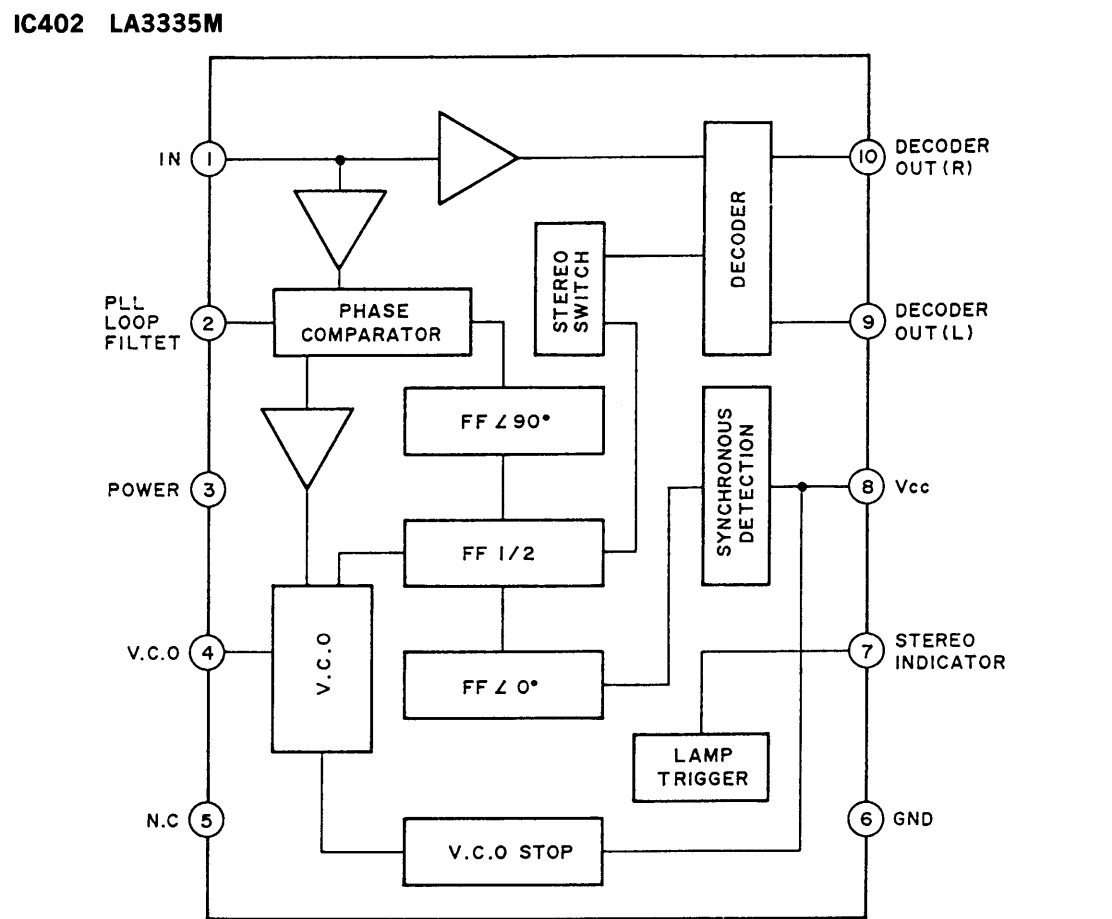 IC402 LA3335M
IN
1
10
DECODER
OUT (R)
DECODER
STEREO
SWITCH
PLL
LOOP
FILTET
2
PHASE
COMPARATOR
9
DECODER
OUT (L)
FF ∠90°
SYNCHRONOUS
DETECTION
POWER
3
8
Vcc
FF 1/2
V.C.O
4
V.C.O
FF ∠ 0°
7
STEREO
INDICATOR
LAMP
TRIGGER
N.C
5
V.C.O STOP
6
GND